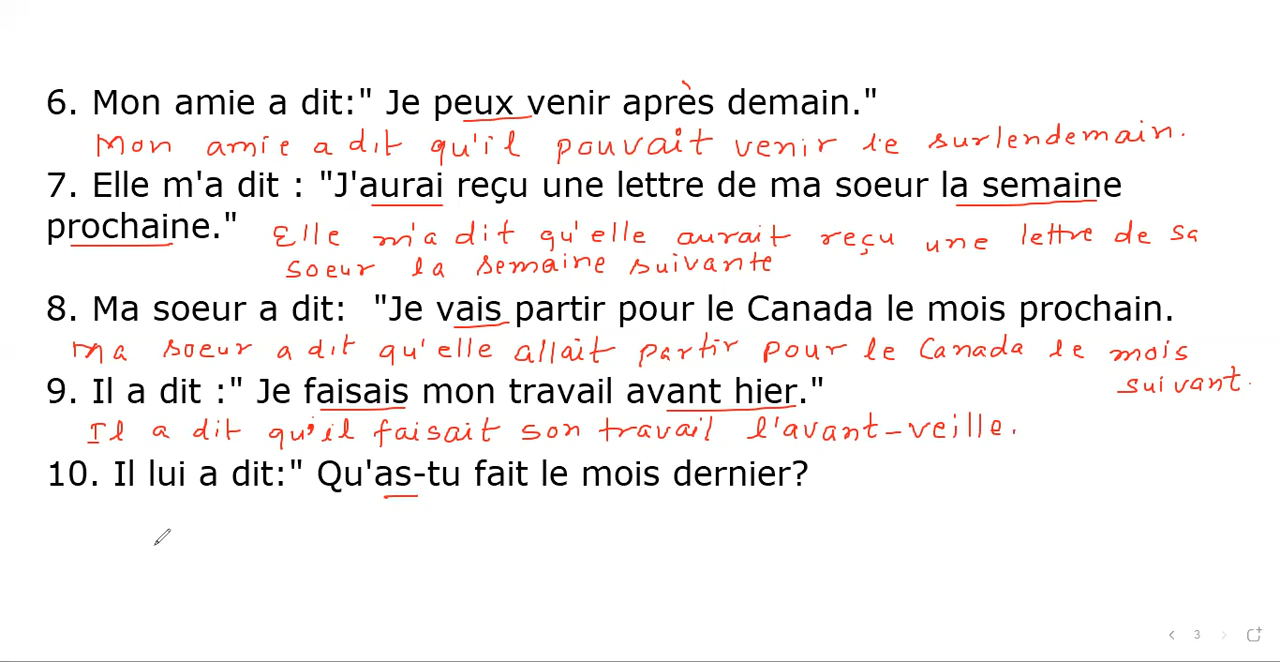 6. Mon amie a dit:" Je peux venir après demain."
Mon amie a dit qu'il pouvait venir le surlendemain.
7. Elle m'a dit : "J'aurai reçu une lettre de ma soeur la semaine
prochaine."
Elle m'a dit qu'elle aurait reçu une lettre de sa
soeur la semaine suivante
8. Ma soeur a dit:  "Je vais partir pour le Canada le mois prochain.
Ma soeur a dit qu'elle allait partir pour le Canada le mois
suivant.
9. Il a dit :" Je faisais mon travail avant hier."
Il a dit qu'il faisait son travail l'avant-veille.
10. Il lui a dit:" Qu'as-tu fait le mois dernier?
3